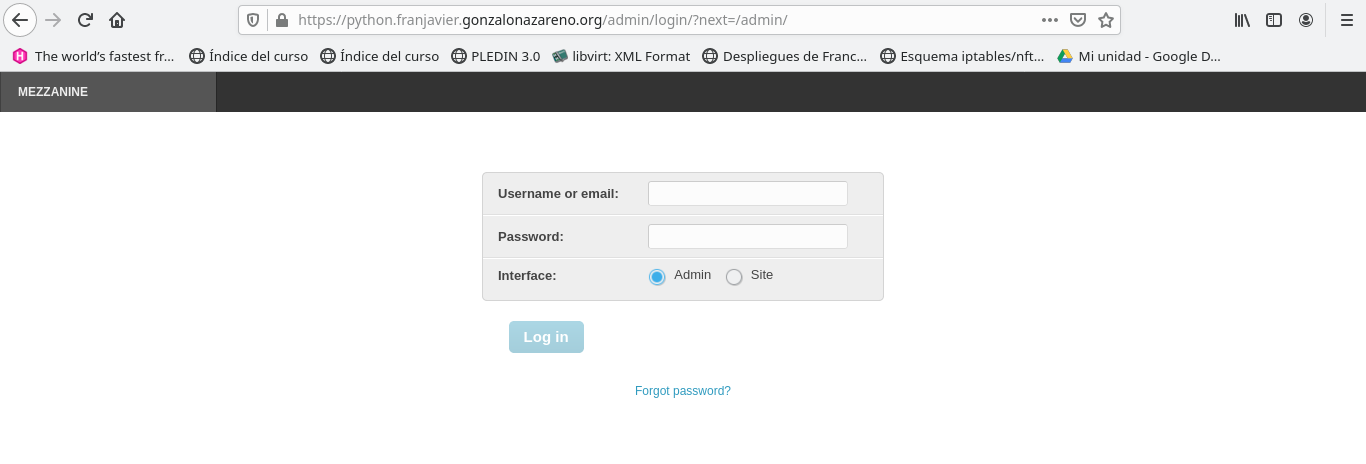 https://python.franjavier.gonzalonazareno.org/admin/login/?next=/admin/
The world's fastest fr... Índice del curso Índice del curso PLEDIN 3.0 libvirt: XML Format Despliegues de Franc... Esquema iptables/nft... Mi unidad - Google D...
MEZZANINE
Username or email:
Password:
Interface: Admin Site
Log in
Forgot password?